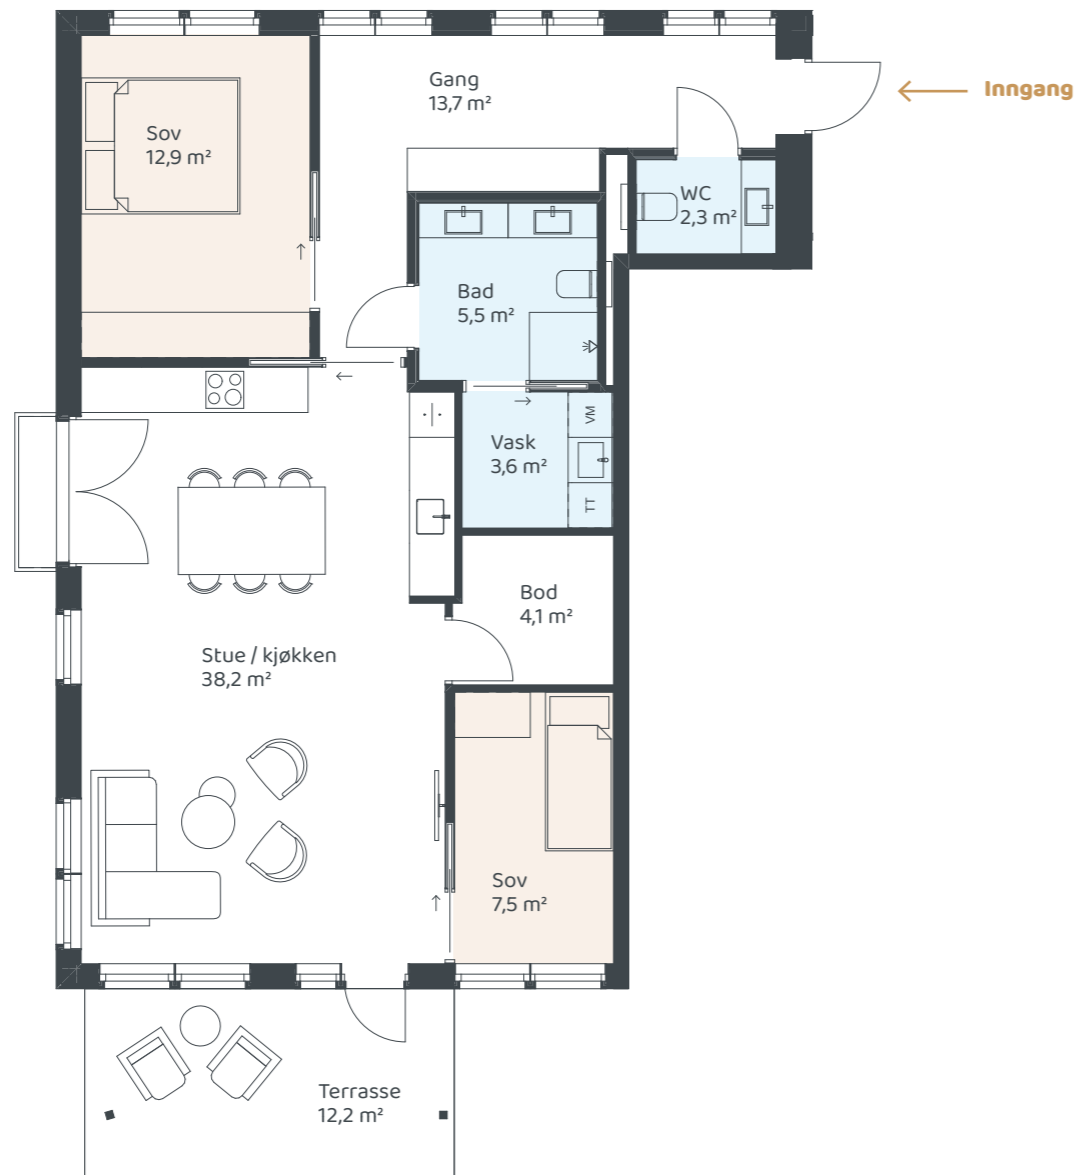 Gang
13,7 m²
Inngang
Sov
12,9 m²
WC
2,3 m²
Bad
5,5 m²
VM
Vask
3,6 m²
TT
Bod
4,1 m²
Stue / kjøkken
38,2 m²
Sov
7,5 m²
Terrasse
12,2 m²